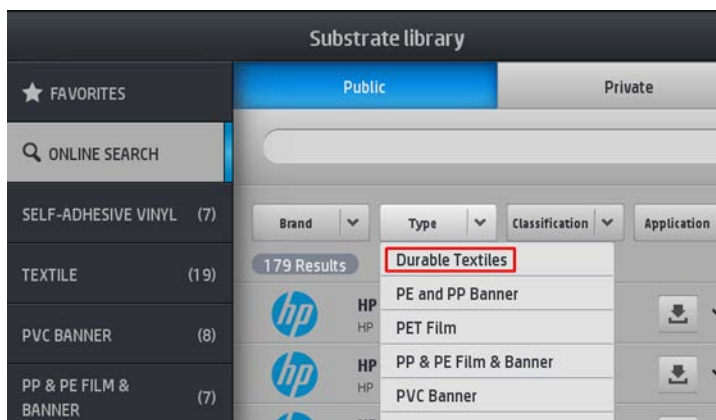 Substrate library
FAVORITES
Public
Private
ONLINE SEARCH
SELF-ADHESIVE VINYL (7)
Brand
Type
Classification
Application
TEXTILE (19)
179 Results
Durable Textiles
PE and PP Banner
PET Film
PP & PE Film & Banner
PVC Banner
hp
HP
HP
hp
HP
HP
PVC BANNER (8)
PP & PE FILM &
BANNER (7)